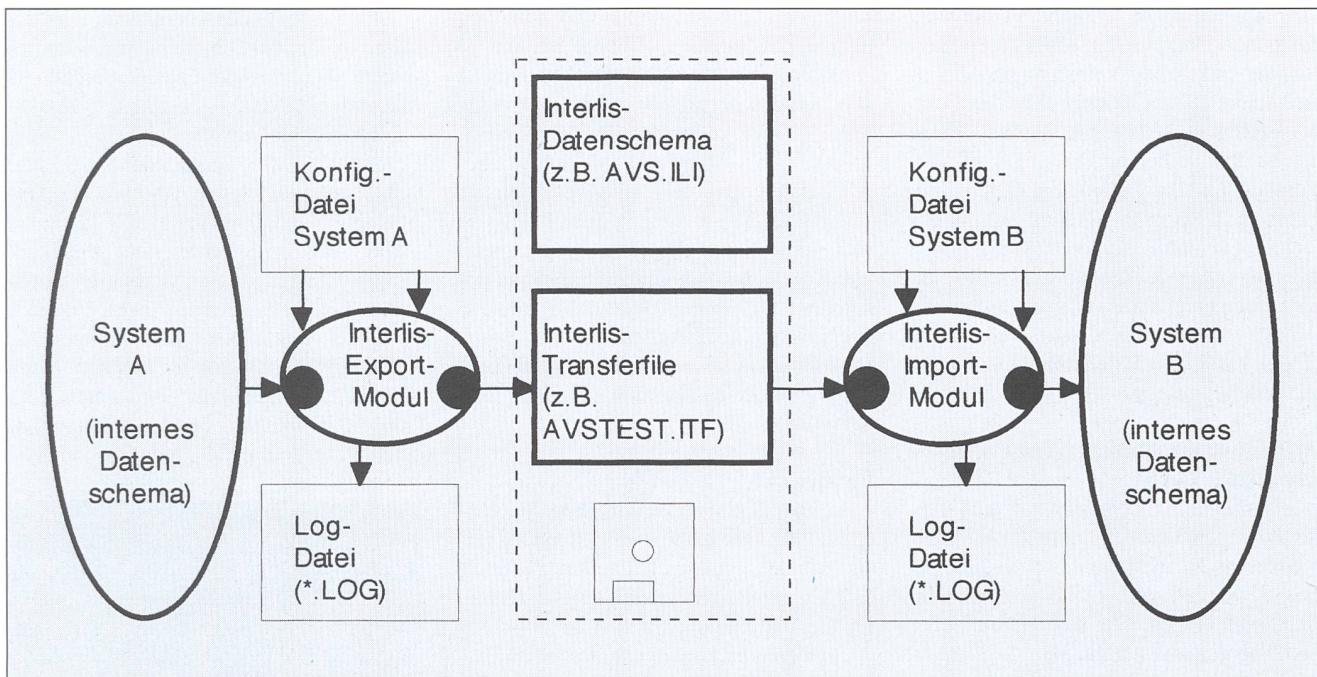 System
A
(internes
Daten-
schema)
Konfig.-
Datei
System A
Interlis-
Export-
Modul
Log-
Datei
(*.LOG)
Interlis-
Datenschema
(z.B. AVS.ILI)
Interlis-
Transferfile
(z.B.
AVSTEST.ITF)
Konfig.-
Datei
System B
Interlis-
Import-
Modul
Log-
Datei
(*.LOG)
System
B
(internes
Daten-
schema)